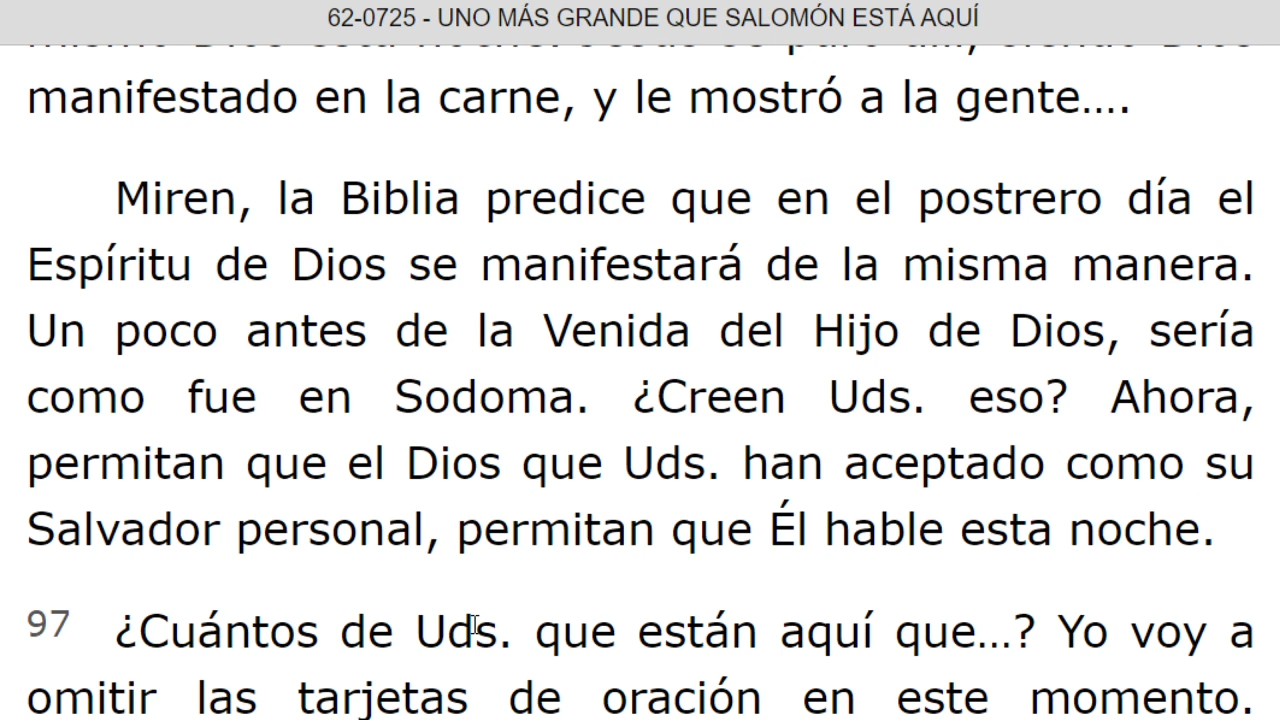 62-0725 - UNO MÁS GRANDE QUE SALOMÓN ESTÁ AQUÍ
manifestado en la carne, y le mostró a la gente….
Miren, la Biblia predice que en el postrero día el
Espíritu de Dios se manifestará de la misma manera.
Un poco antes de la Venida del Hijo de Dios, sería
como fue en Sodoma. ¿Creen Uds. eso? Ahora,
permitan que el Dios que Uds. han aceptado como su
Salvador personal, permitan que Él hable esta noche.
97 ¿Cuántos de Uds. que están aquí que…? Yo voy a
omitir las tarjetas de oración en este momento.